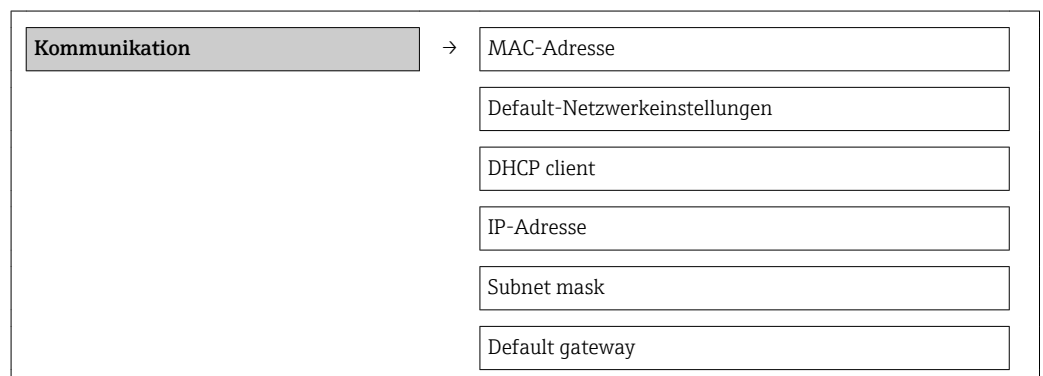 Kommunikation → MAC-Adresse
Default-Netzwerkeinstellungen
DHCP client
IP-Adresse
Subnet mask
Default gateway